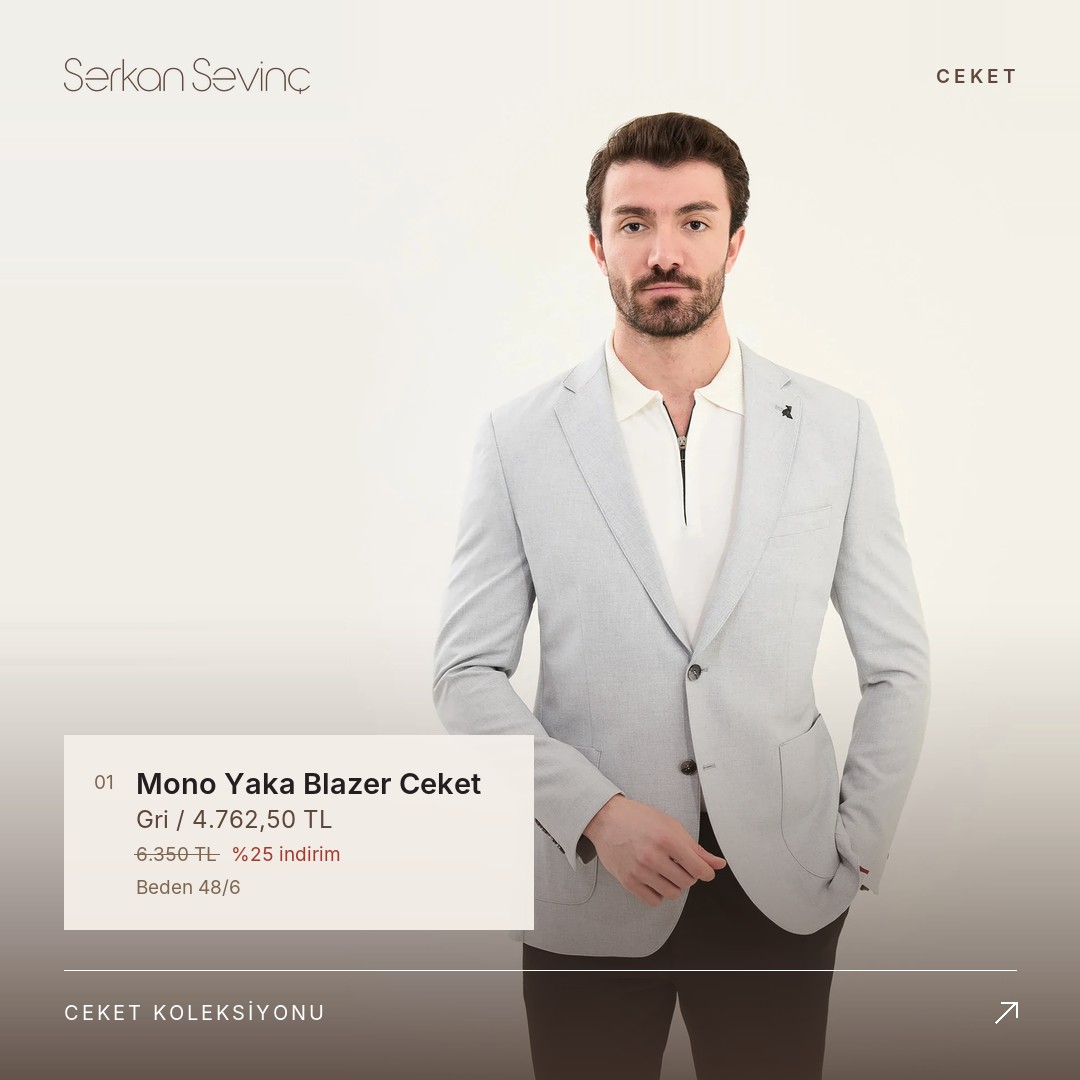 Serkan Sevinç
CEKET
01
Mono Yaka Blazer Ceket
Gri / 4.762,50 TL
6.350 TL %25 indirim
Beden 48/6
CEKET KOLEKSİYONU